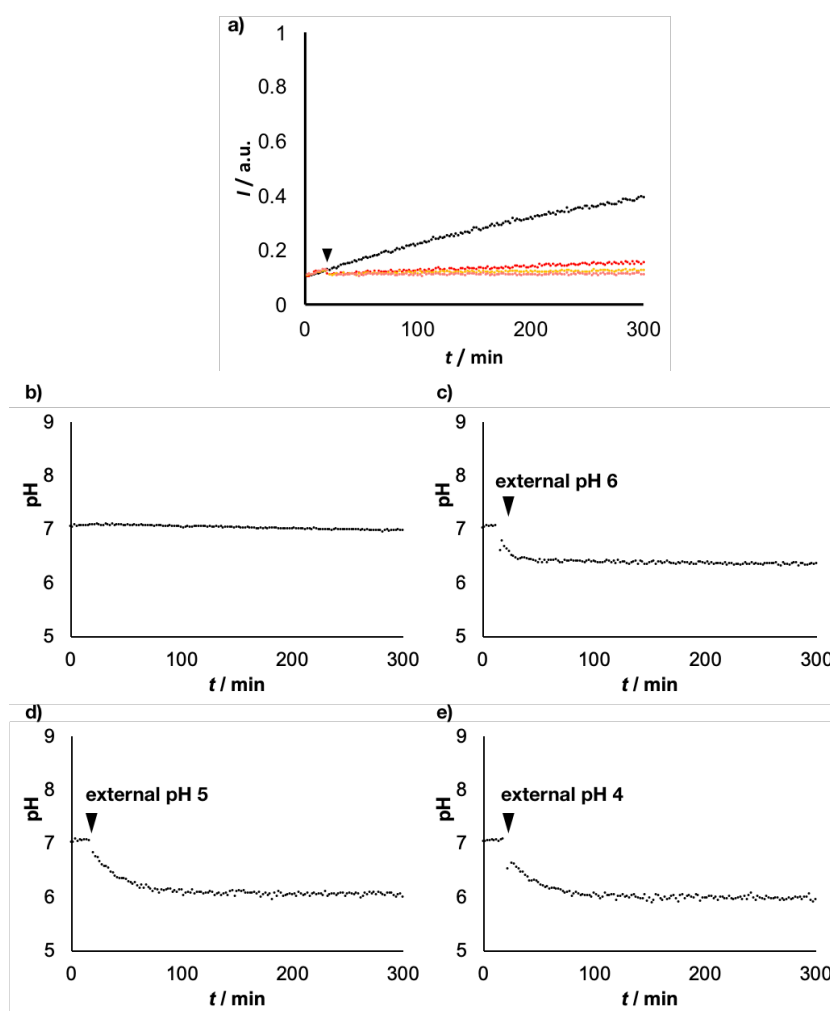 a)
1
0.8
0.6
0.4
0.2
0
I / a.u.
0 100 200 300
t / min
b)
9
8
7
6
5
pH
0 100 200 300
t / min
c)
9
8
7
6
5
pH
external pH 6
0 100 200 300
t / min
d)
9
8
7
6
5
pH
external pH 5
0 100 200 300
t / min
e)
9
8
7
6
5
pH
external pH 4
0 100 200 300
t / min